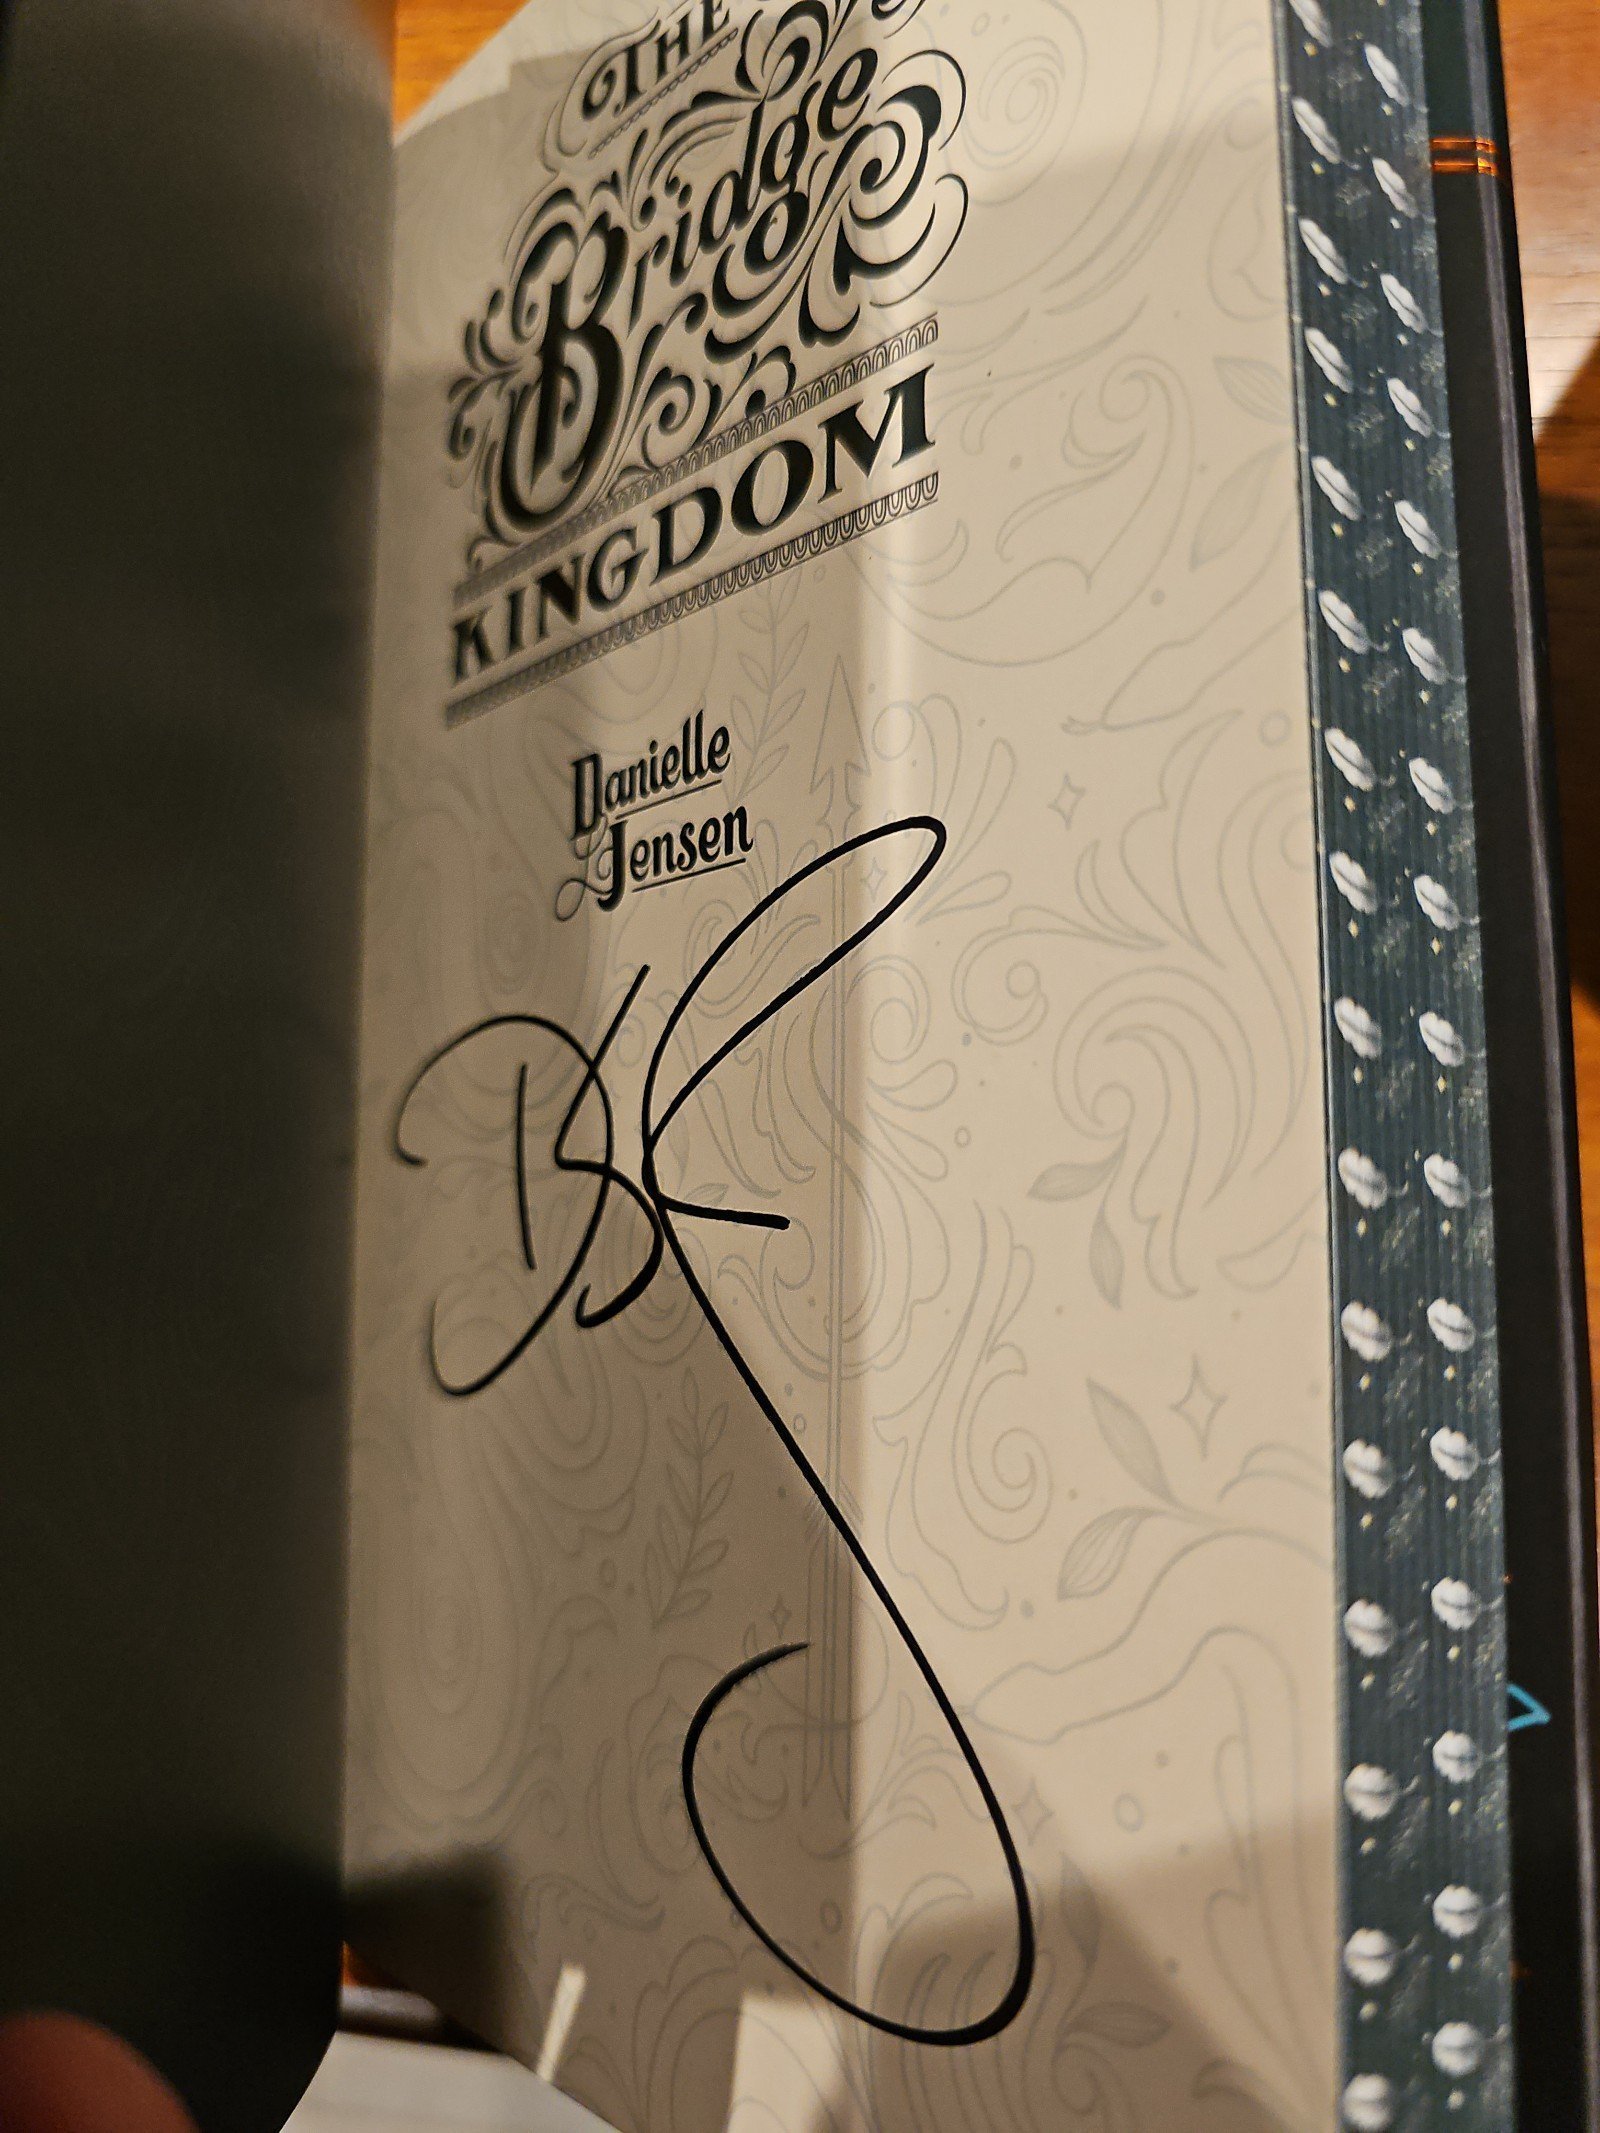 THE
Bridge
KINGDOM
Danielle
Jensen